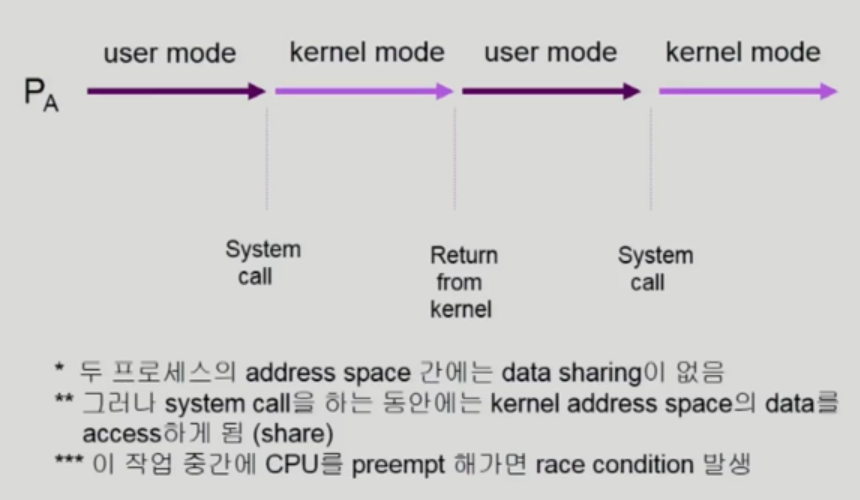 user mode kernel mode user mode kernel mode
PA
System call
Return from kernel
System call
* 두 프로세스의 address space 간에는 data sharing이 없음
** 그러나 system call을 하는 동안에는 kernel address space의 data를
access하게 됨 (share)
*** 이 작업 중간에 CPU를 preempt 해가면 race condition 발생